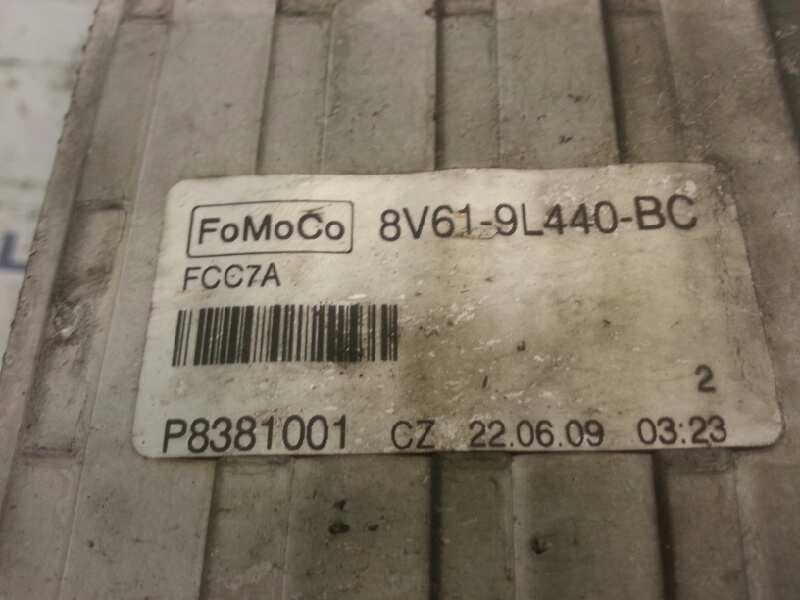 FoMoCo 8V61-9L440-BC
FCC7A
2
P8381001 CZ 22.06.09 03:23